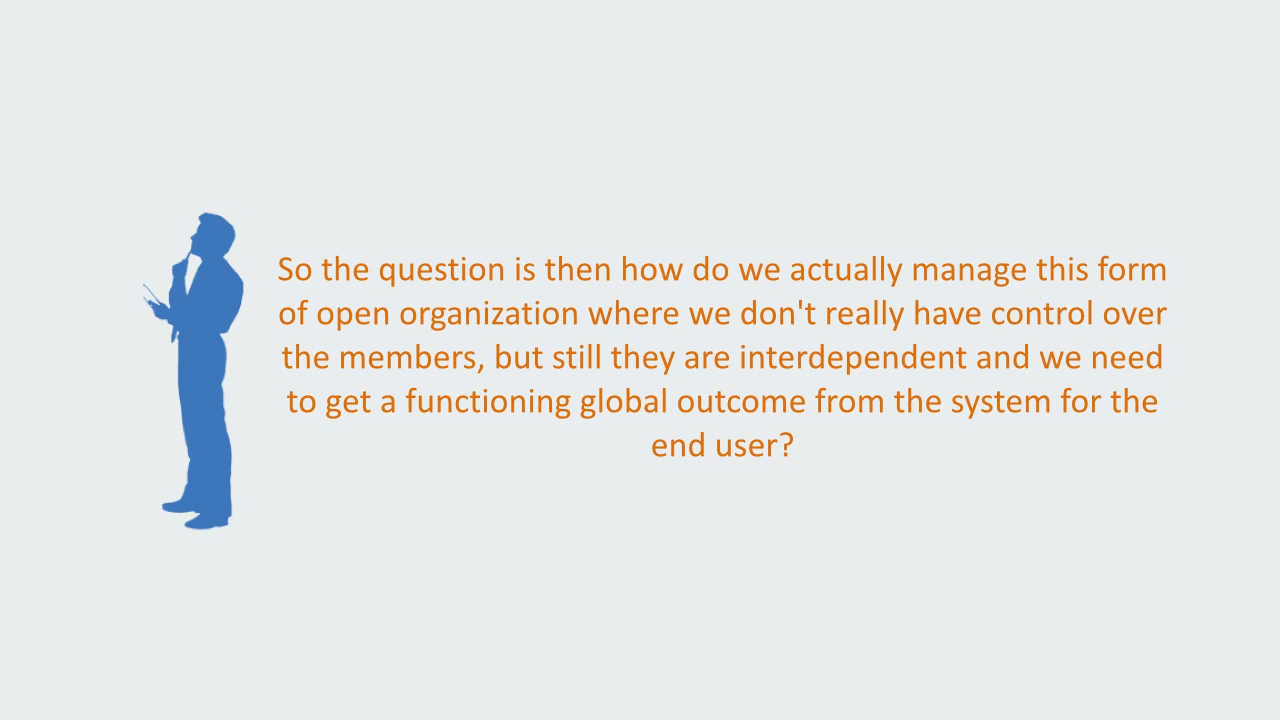 So the question is then how do we actually manage this form
of open organization where we don't really have control over
the members, but still they are interdependent and we need
to get a functioning global outcome from the system for the
end user?